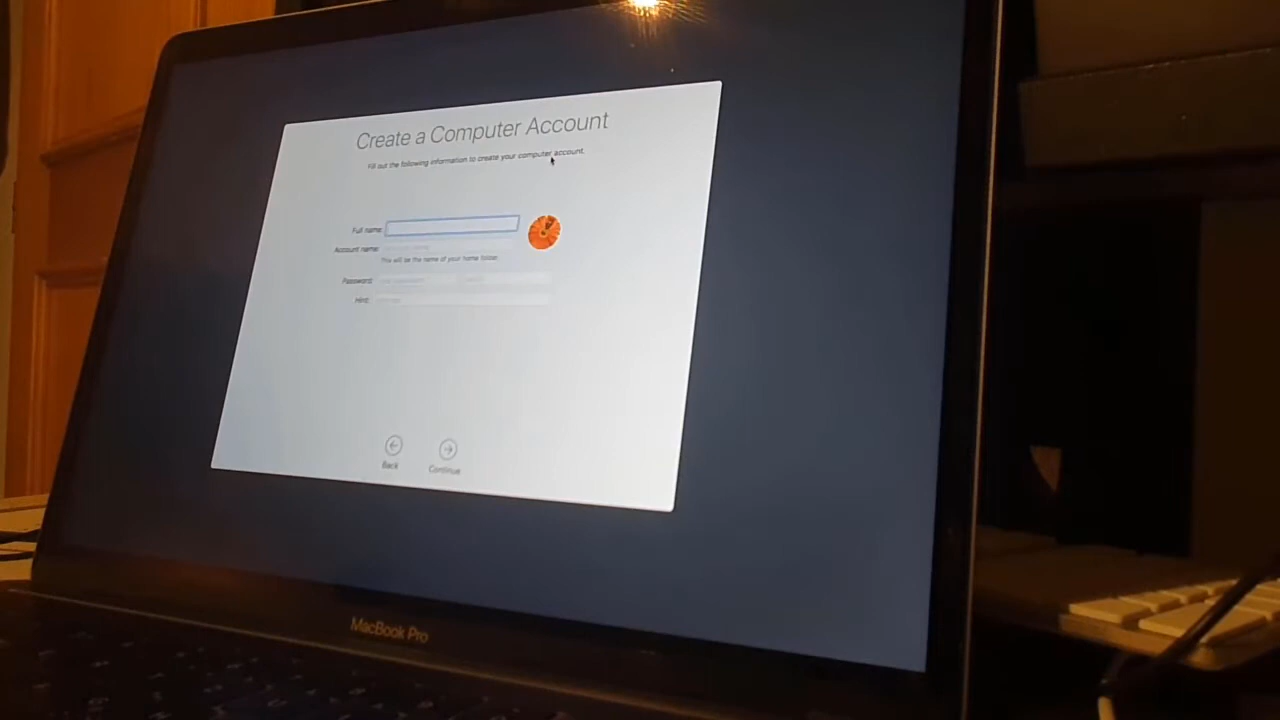 Create a Computer Account
Fill out the following information to create your computer account.
Full name:
Account name:
This will be the name of your home folder.
Password:
Hint:
Back
Continue
MacBook Pro